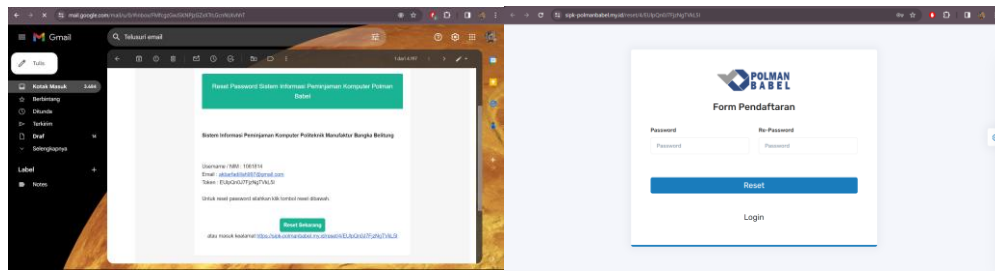 Gmail
Telusuri email
Tulis
Kotak Masuk
Berbintang
Ditunda
Terkirim
Draf
Selengkapnya
Label
Notes
Reset Password Sistem Informasi Peminjaman Komputer Polman
Babel
Sistem Informasi Peminjaman Komputer Politeknik Manufaktur Bangka Belitung
Username / NIM : 1061814
Untuk reset password silahkan klik tombol reset dibawah.
Reset Sekarang
POLMAN
BABEL
Form Pendaftaran
Password
Re-Password
Password
Password
Reset
Login